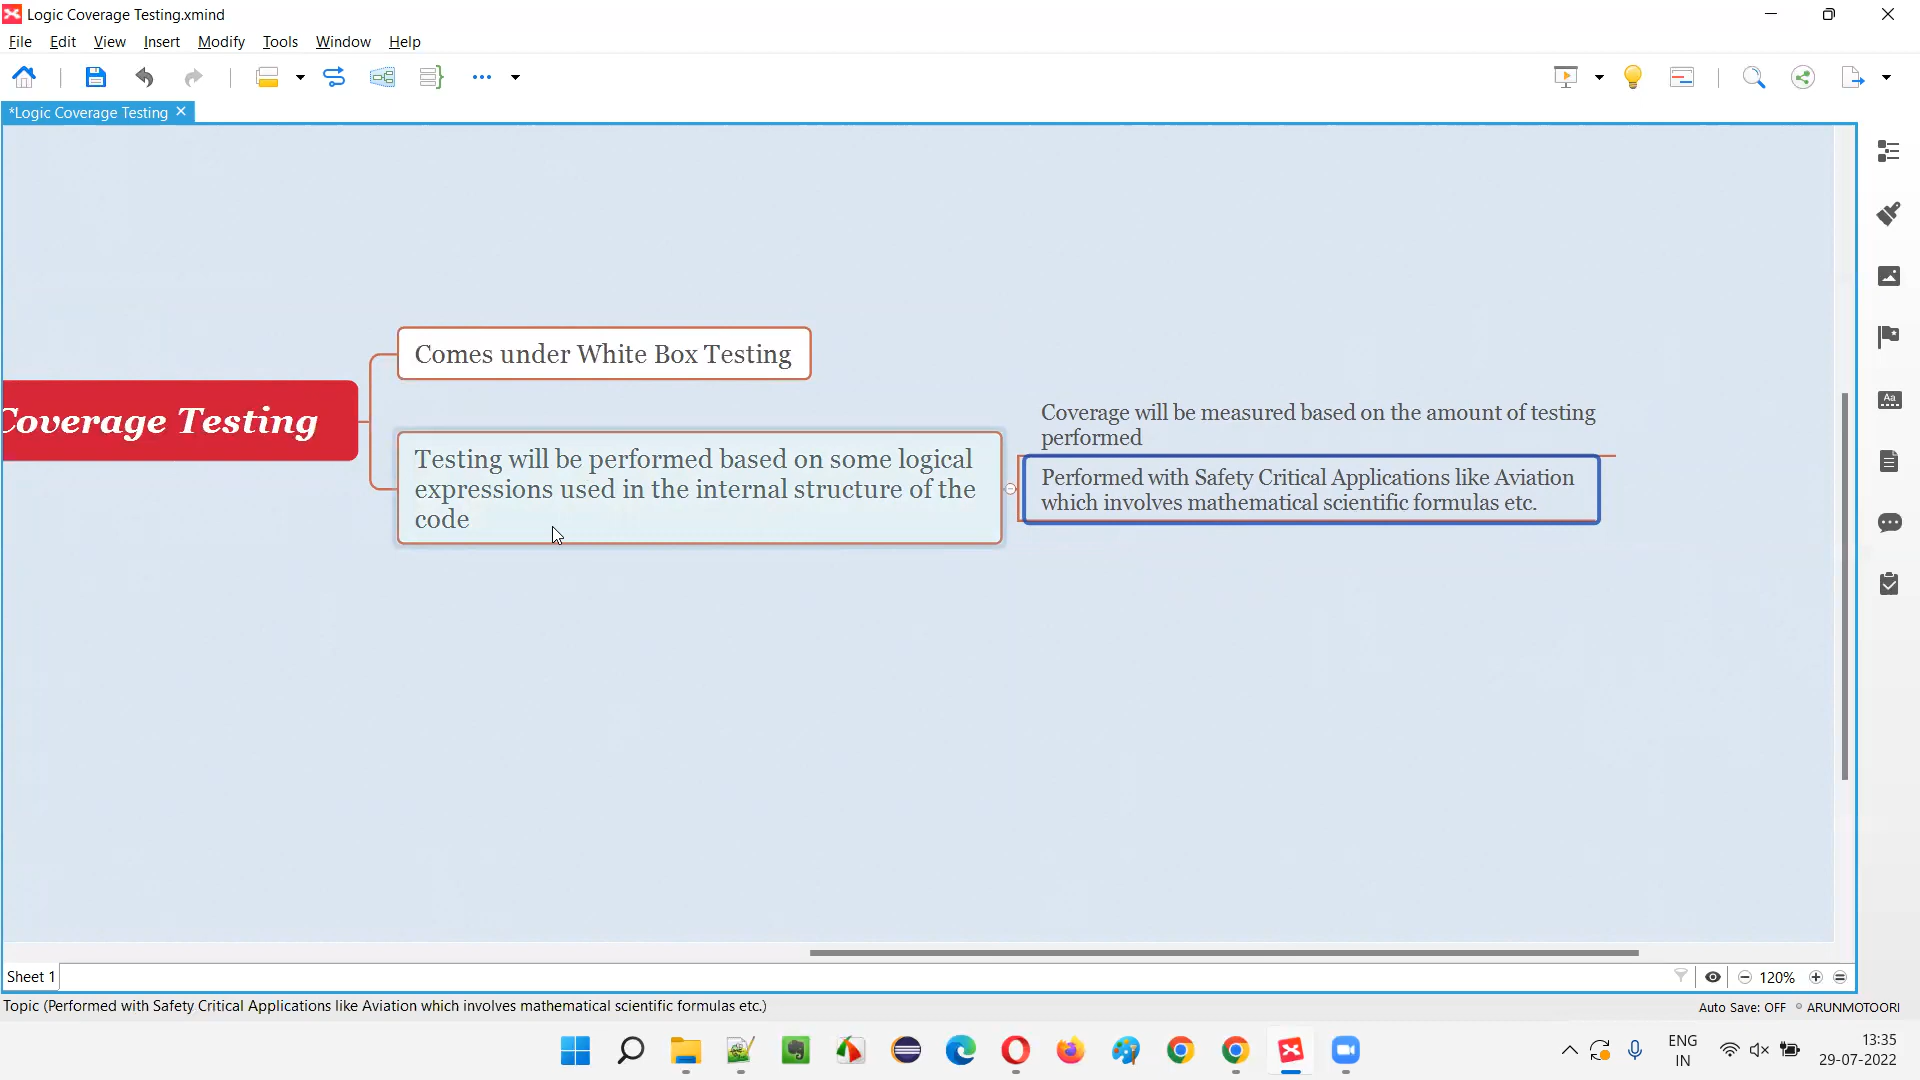 Logic Coverage Testing.xmind
File Edit View Insert Modify Tools Window Help
*Logic Coverage Testing
Comes under White Box Testing
Coverage Testing
Coverage will be measured based on the amount of testing
performed
Testing will be performed based on some logical
expressions used in the internal structure of the
code
Performed with Safety Critical Applications like Aviation
which involves mathematical scientific formulas etc.
Aa
Sheet 1
120%
Topic (Performed with Safety Critical Applications like Aviation which involves mathematical scientific formulas etc.)
Auto Save: OFF ARUNMOTOORI
ENG
IN
13:35
29-07-2022